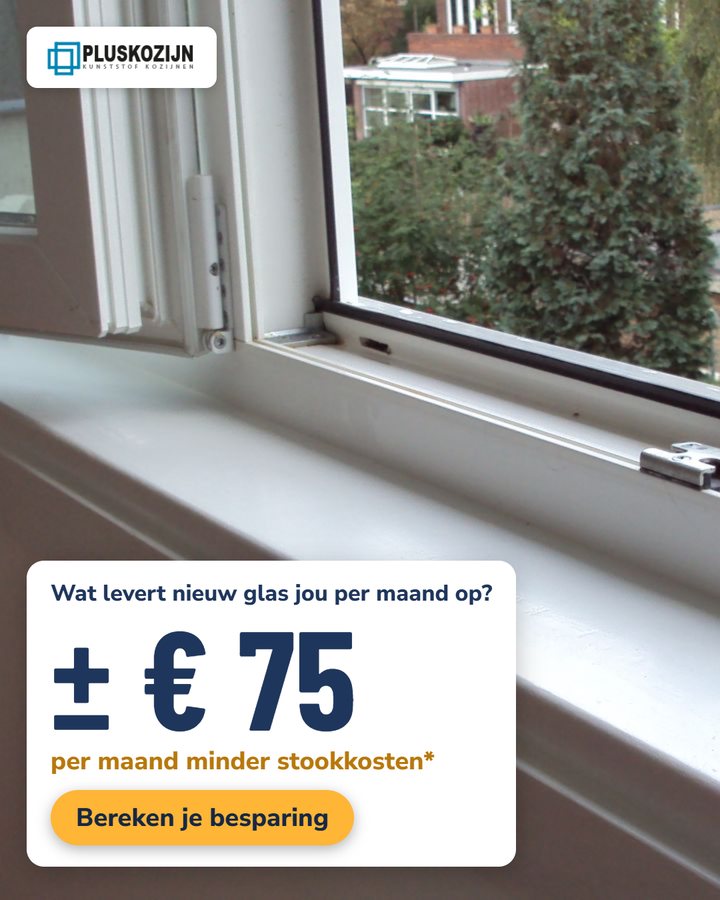 PLUSKOZIJN
KUNSTSTOF KOZIJNEN
Wat levert nieuw glas jou per maand op?
± € 75
per maand minder stookkosten*
Bereken je besparing